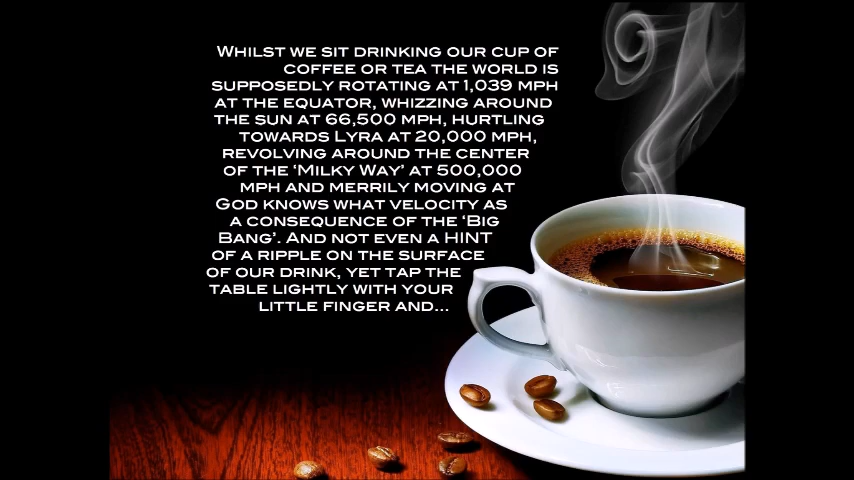 Whilst we sit drinking our cup of
coffee or tea the world is
supposedly rotating at 1,039 mph
at the equator, whizzing around
the sun at 66,500 mph, hurtling
towards Lyra at 20,000 mph,
revolving around the center
of the ‘Milky Way’ at 500,000
mph and merrily moving at
God knows what velocity as
a consequence of the ‘Big
Bang’. And not even a HINT
of a ripple on the surface
of our drink, yet tap the
table lightly with your
little finger and...